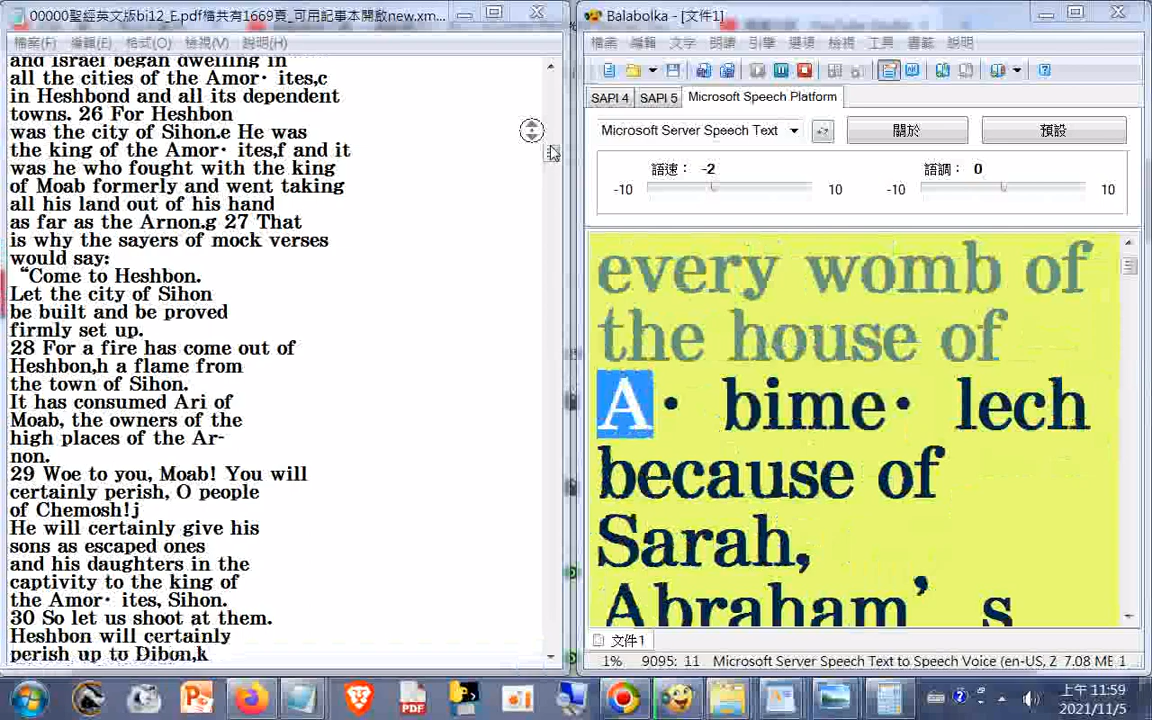 00000聖經英文版bi12_E.pdf檔共有1669頁_可用記事本開啟new.xm...
檔案(F) 編輯(E) 格式(O) 檢視(V) 說明(H)
and Israel began dwelling in
all the cities of the Amor· ites,c
in Heshbond and all its dependent
towns. 26 For Heshbon
was the city of Sihon.e He was
the king of the Amor· ites,f and it
was he who fought with the king
of Moab formerly and went taking
all his land out of his hand
as far as the Arnon.g 27 That
is why the sayers of mock verses
would say:
“Come to Heshbon.
Let the city of Sihon
be built and be proved
firmly set up.
28 For a fire has come out of
Heshbon,h a flame from
the town of Sihon.
It has consumed Ari of
Moab, the owners of the
high places of the Ar-
non.
29 Woe to you, Moab! You will
certainly perish, O people
of Chemosh!j
He will certainly give his
sons as escaped ones
and his daughters in the
captivity to the king of
the Amor· ites, Sihon.
30 So let us shoot at them.
Heshbon will certainly
perish up to Dibon,k
Balabolka - [文件1]
檔案 編輯 文字 朗讀 引擎 選項 檢視 工具 書籤 說明
SAPI 4 SAPI 5 Microsoft Speech Platform
Microsoft Server Speech Text 關於 預設
語速： -2 語調： 0
-10 10 -10 10
every womb of
the house of
A· bime· lech
because of
Sarah,
Abraham’s
文件1
1% 9095: 11 Microsoft Server Speech Text to Speech Voice (en-US, Z 7.08 ME 1
上午 11:59
2021/11/5